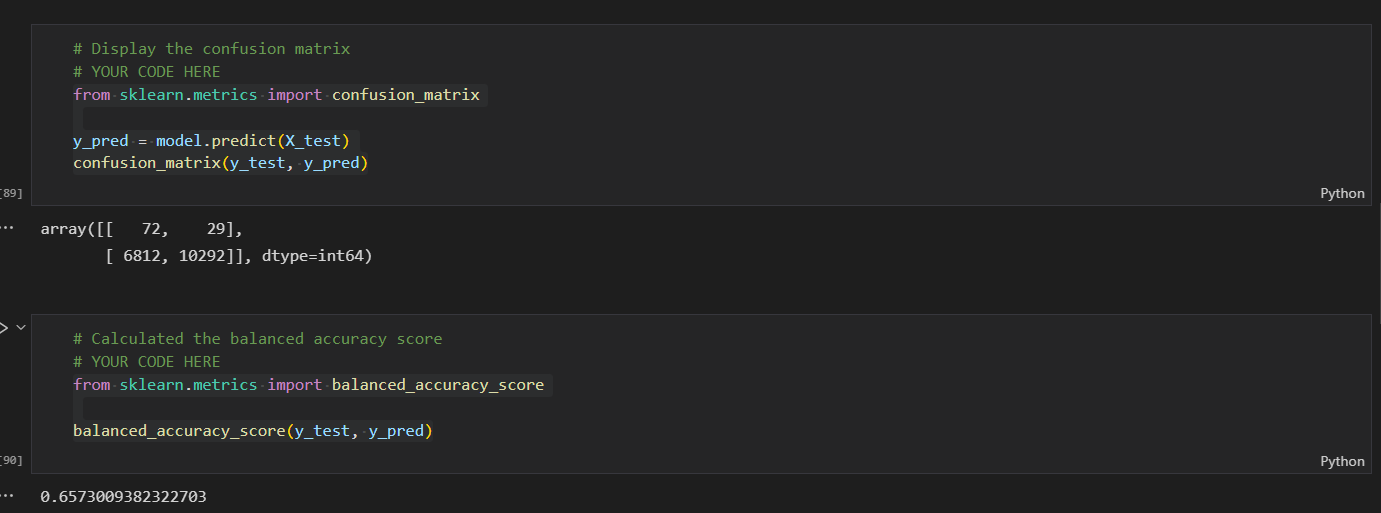 # Display the confusion matrix
# YOUR CODE HERE
from sklearn.metrics import confusion_matrix
y_pred = model.predict(X_test)
confusion_matrix(y_test, y_pred)
[89]
Python
array([[   72,    29],
       [ 6812, 10292]], dtype=int64)
# Calculated the balanced accuracy score
# YOUR CODE HERE
from sklearn.metrics import balanced_accuracy_score
balanced_accuracy_score(y_test, y_pred)
[90]
Python
0.6573009382322703